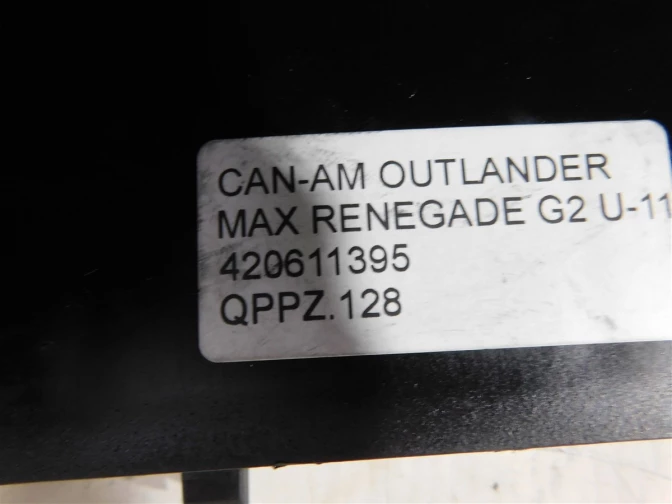 CAN-AM OUTLANDER
MAX RENEGADE G2 U-11
420611395
QPPZ.128